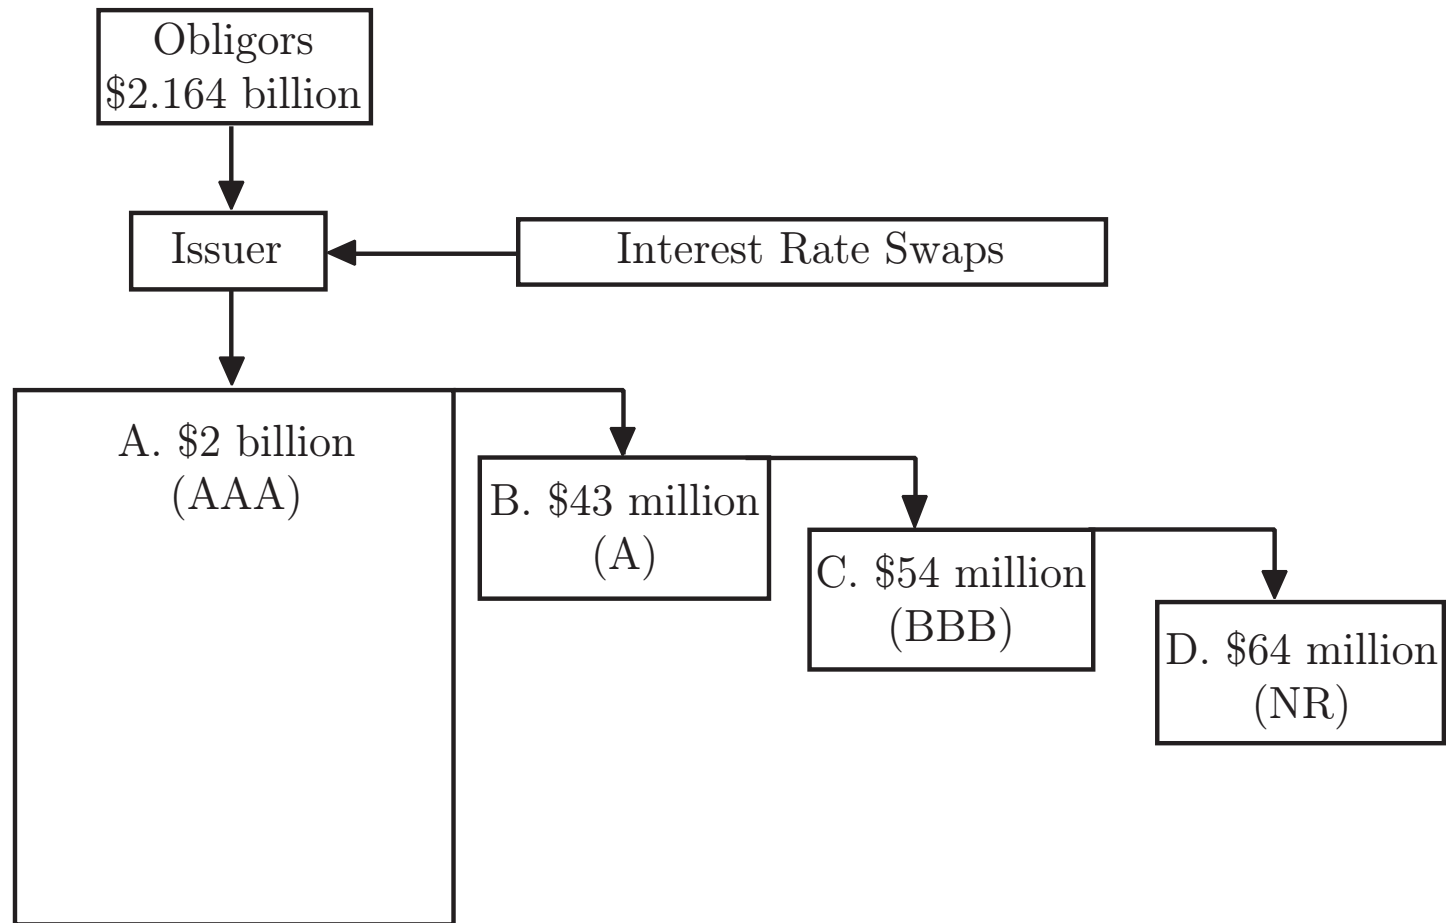 Obligors
$2.164 billion
Issuer
Interest Rate Swaps
A. $2 billion
(AAA)
B. $43 million
(A)
C. $54 million
(BBB)
D. $64 million
(NR)